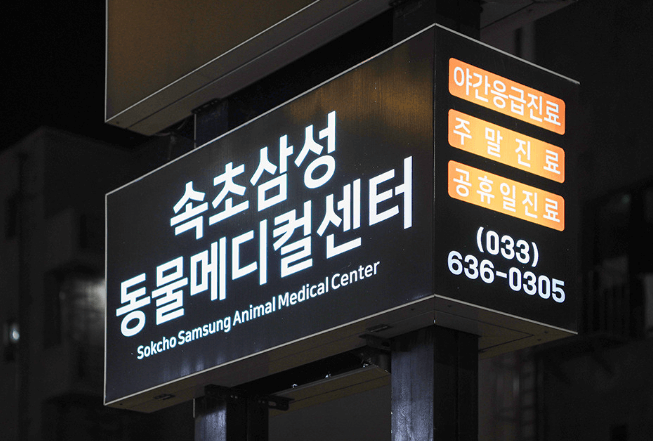 속초삼성
동물메디컬센터
Sokcho Samsung Animal Medical Center
야간응급진료
주말진료
공휴일진료
(033)
636-0305